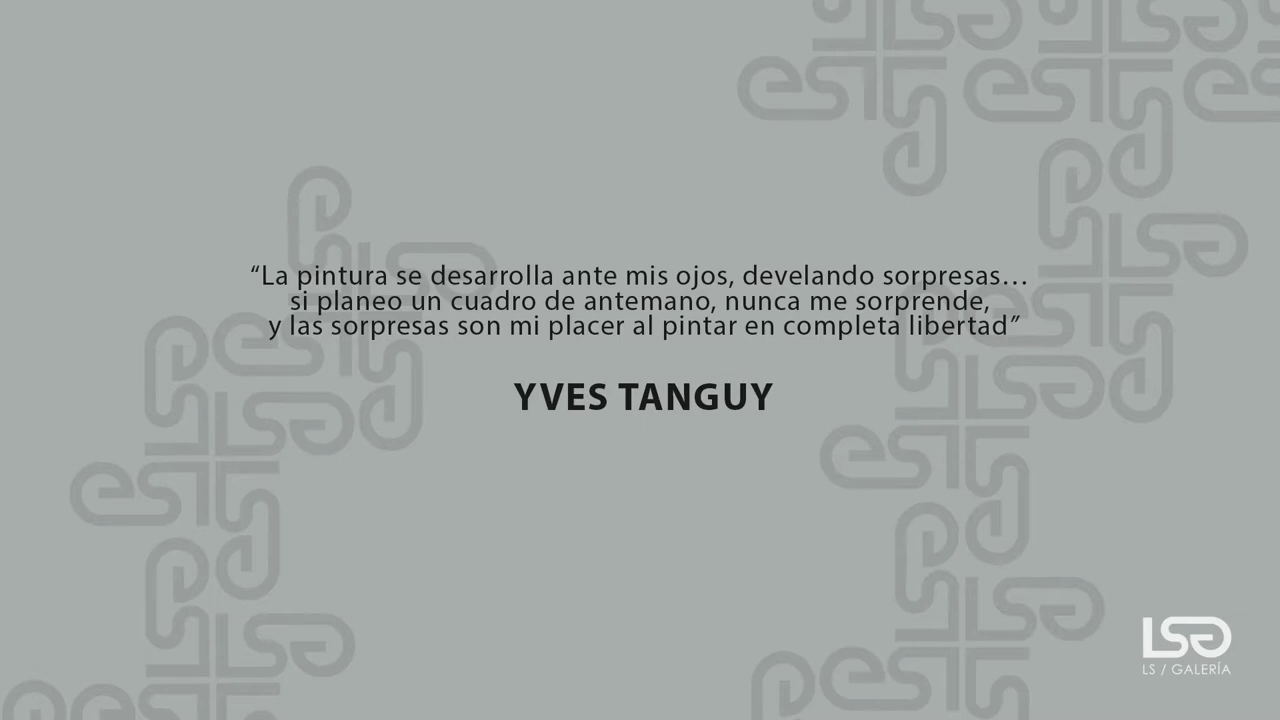 “La pintura se desarrolla ante mis ojos, develando sorpresas…
si planeo un cuadro de antemano, nunca me sorprende,
y las sorpresas son mi placer al pintar en completa libertad”
YVES TANGUY
LSG
LS / GALERÍA